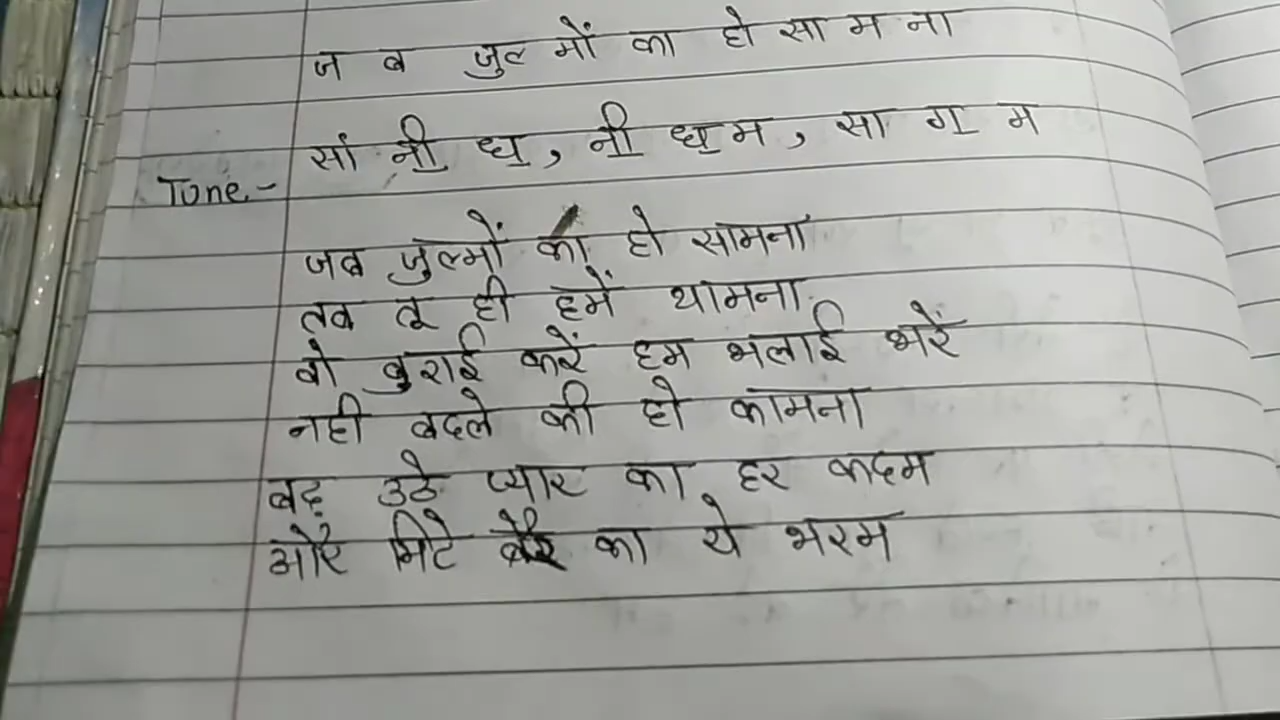 ज ब जुल मों का हो सा म ना
सां नी॒ ध॒, नी॒ ध॒ म, सा ग॒ म
Tune-
जब जुल्मों का हो सामना
तब तू ही हमें थामना
वो बुराई करें हम भलाई भरें
नही बदले की हो कामना
बढ़ उठे प्यार का हर कदम
और मिटे बैर का ये भरम